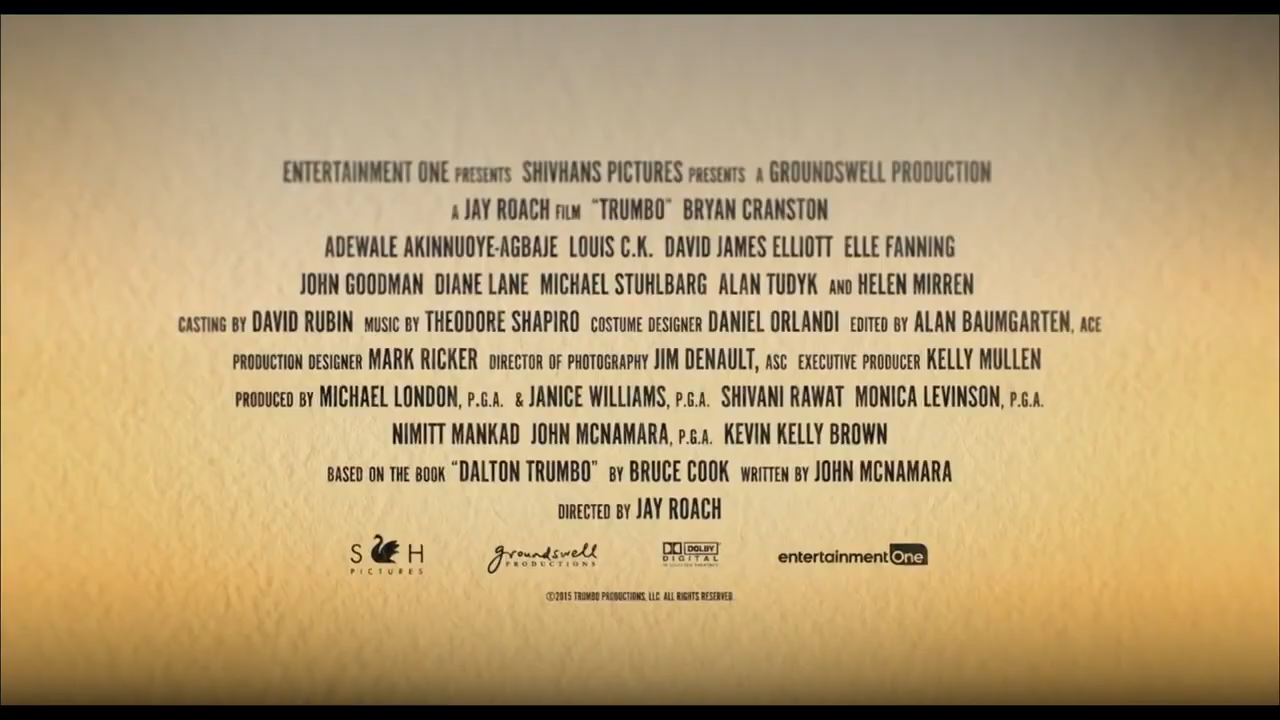 ENTERTAINMENT ONE PRESENTS SHIVHANS PICTURES PRESENTS A GROUNDSWELL PRODUCTION
A JAY ROACH FILM "TRUMBO" BRYAN CRANSTON
ADEWALE AKINNUOYE-AGBAJE LOUIS C.K. DAVID JAMES ELLIOTT ELLE FANNING
JOHN GOODMAN DIANE LANE MICHAEL STUHLBARG ALAN TUDYK AND HELEN MIRREN
CASTING BY DAVID RUBIN MUSIC BY THEODORE SHAPIRO COSTUME DESIGNER DANIEL ORLANDI EDITED BY ALAN BAUMGARTEN, ACE
PRODUCTION DESIGNER MARK RICKER DIRECTOR OF PHOTOGRAPHY JIM DENAULT, ASC EXECUTIVE PRODUCER KELLY MULLEN
PRODUCED BY MICHAEL LONDON, P.G.A. & JANICE WILLIAMS, P.G.A. SHIVANI RAWAT MONICA LEVINSON, P.G.A.
NIMITT MANKAD JOHN MCNAMARA, P.G.A. KEVIN KELLY BROWN
BASED ON THE BOOK "DALTON TRUMBO" BY BRUCE COOK WRITTEN BY JOHN MCNAMARA
DIRECTED BY JAY ROACH
S H PICTURES groundswell PRODUCTIONS DOLBY DIGITAL IN SELECTED THEATRES entertainment One
©2015 TRUMBO PRODUCTIONS, LLC. ALL RIGHTS RESERVED.